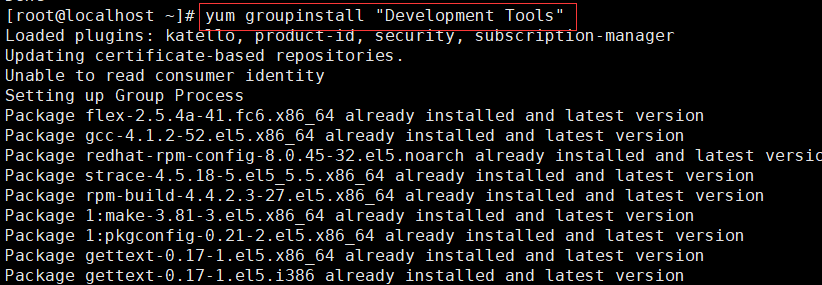 [root@localhost ~]# yum groupinstall "Development Tools"
Loaded plugins: katello, product-id, security, subscription-manager
Updating certificate-based repositories.
Unable to read consumer identity
Setting up Group Process
Package flex-2.5.4a-41.fc6.x86_64 already installed and latest version
Package gcc-4.1.2-52.el5.x86_64 already installed and latest version
Package redhat-rpm-config-8.0.45-32.el5.noarch already installed and latest versio
Package strace-4.5.18-5.el5_5.5.x86_64 already installed and latest version
Package rpm-build-4.4.2.3-27.el5.x86_64 already installed and latest version
Package 1:make-3.81-3.el5.x86_64 already installed and latest version
Package 1:pkgconfig-0.21-2.el5.x86_64 already installed and latest version
Package gettext-0.17-1.el5.x86_64 already installed and latest version
Package gettext-0.17-1.el5.i386 already installed and latest version